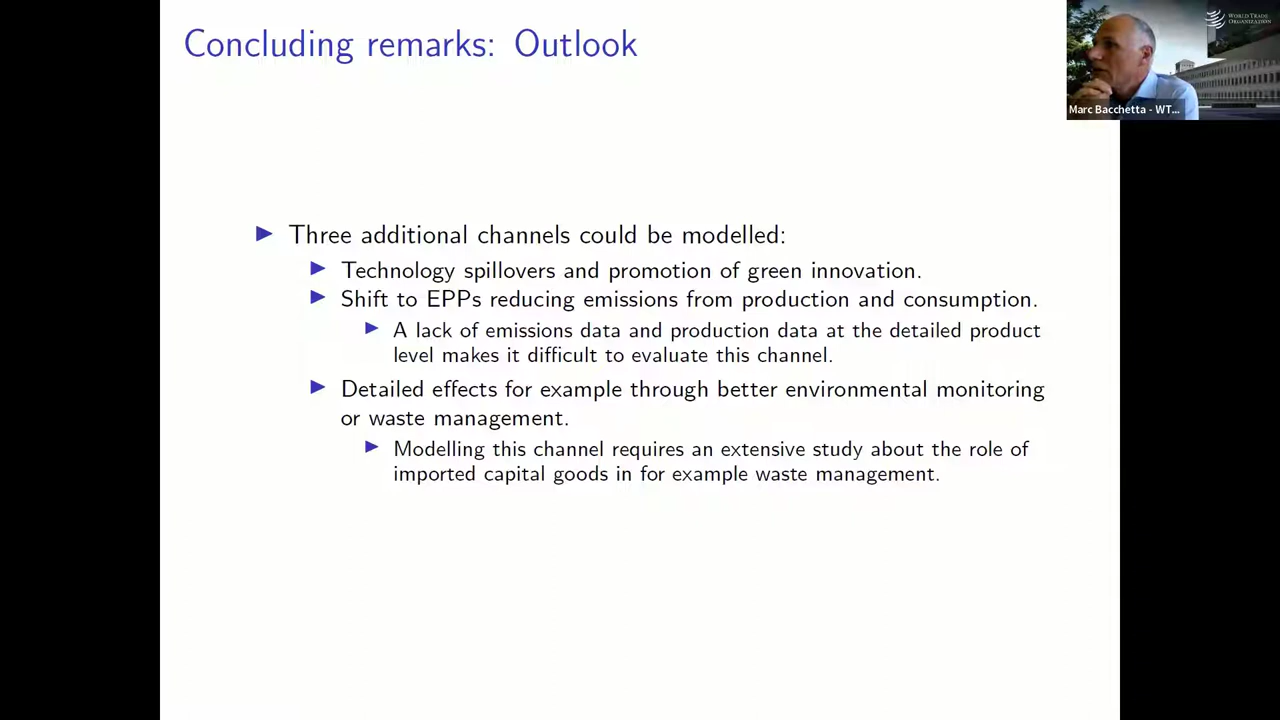 Concluding remarks: Outlook
WORLD TRADE
ORGANIZATION
Marc Bacchetta - WT...
Three additional channels could be modelled:
Technology spillovers and promotion of green innovation.
Shift to EPPs reducing emissions from production and consumption.
A lack of emissions data and production data at the detailed product
level makes it difficult to evaluate this channel.
Detailed effects for example through better environmental monitoring
or waste management.
Modelling this channel requires an extensive study about the role of
imported capital goods in for example waste management.